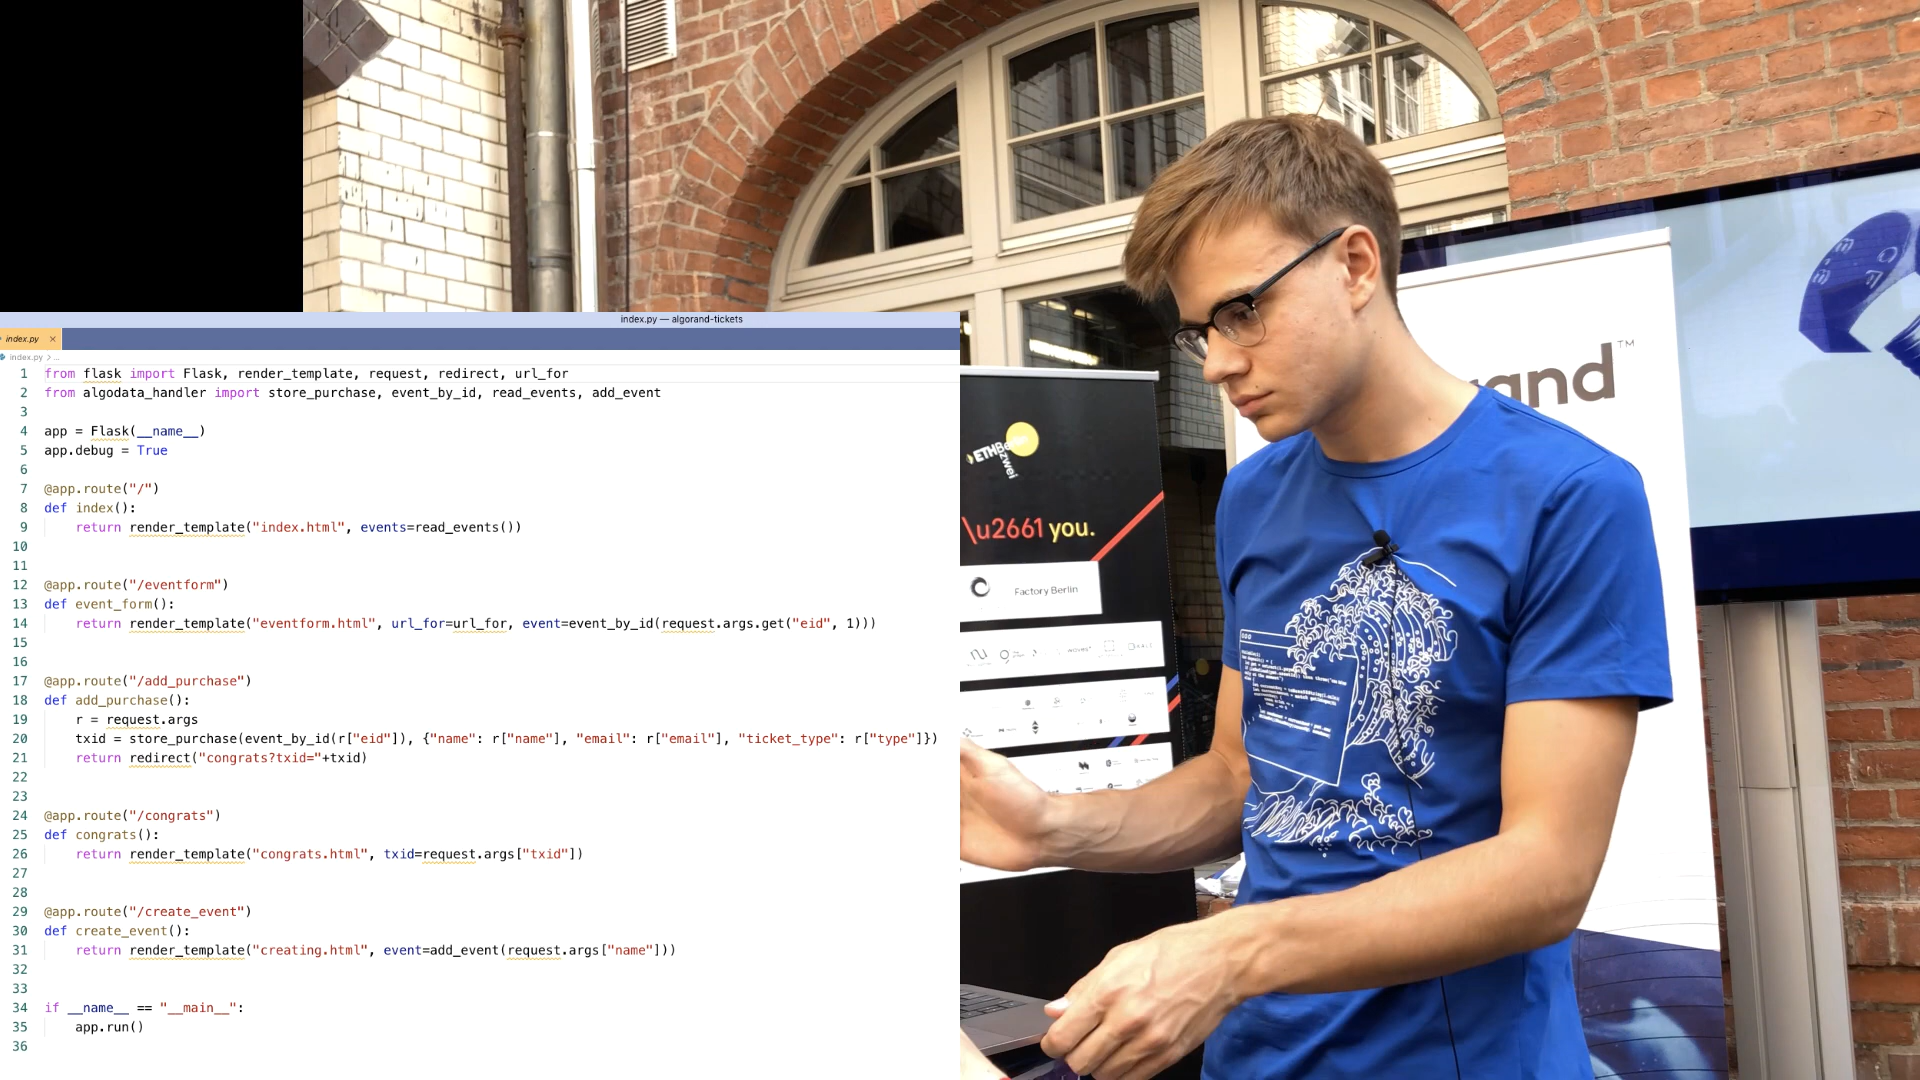 index.py — algorand-tickets
index.py ×
index.py > ...
1 from flask import Flask, render_template, request, redirect, url_for
2 from algodata_handler import store_purchase, event_by_id, read_events, add_event
3
4 app = Flask(__name__)
5 app.debug = True
6
7 @app.route("/")
8 def index():
9     return render_template("index.html", events=read_events())
10
11
12 @app.route("/eventform")
13 def event_form():
14     return render_template("eventform.html", url_for=url_for, event=event_by_id(request.args.get("eid", 1)))
15
16
17 @app.route("/add_purchase")
18 def add_purchase():
19     r = request.args
20     txid = store_purchase(event_by_id(r["eid"]), {"name": r["name"], "email": r["email"], "ticket_type": r["type"]})
21     return redirect("congrats?txid="+txid)
22
23
24 @app.route("/congrats")
25 def congrats():
26     return render_template("congrats.html", txid=request.args["txid"])
27
28
29 @app.route("/create_event")
30 def create_event():
31     return render_template("creating.html", event=add_event(request.args["name"]))
32
33
34 if __name__ == "__main__":
35     app.run()
36
and™
ETHBerlin
zwei
\u2661 you.
Factory Berlin